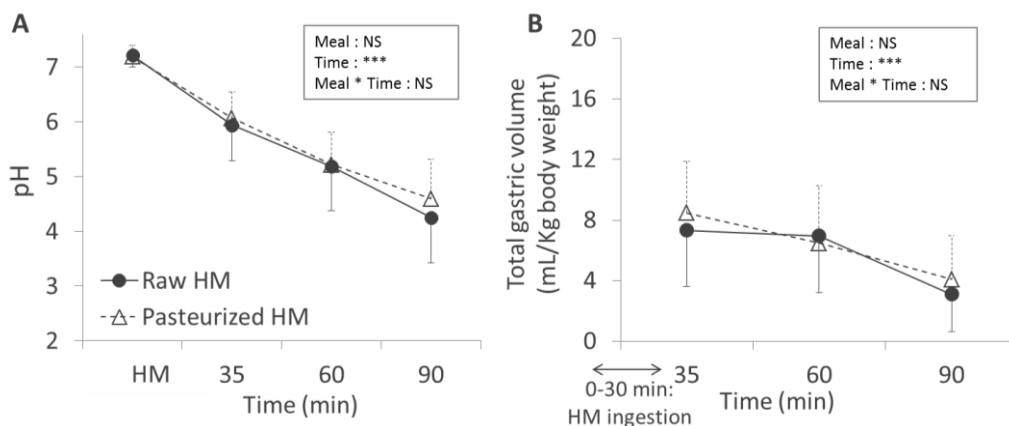 A
Meal : NS
Time : ***
Meal * Time : NS
7
6
5
4
3
2
pH
Raw HM
Pasteurized HM
HM 35 60 90
Time (min)
B
Meal : NS
Time : ***
Meal * Time : NS
20
16
12
8
4
0
Total gastric volume
(mL/Kg body weight)
35 60 90
0-30 min:
HM ingestion
Time (min)